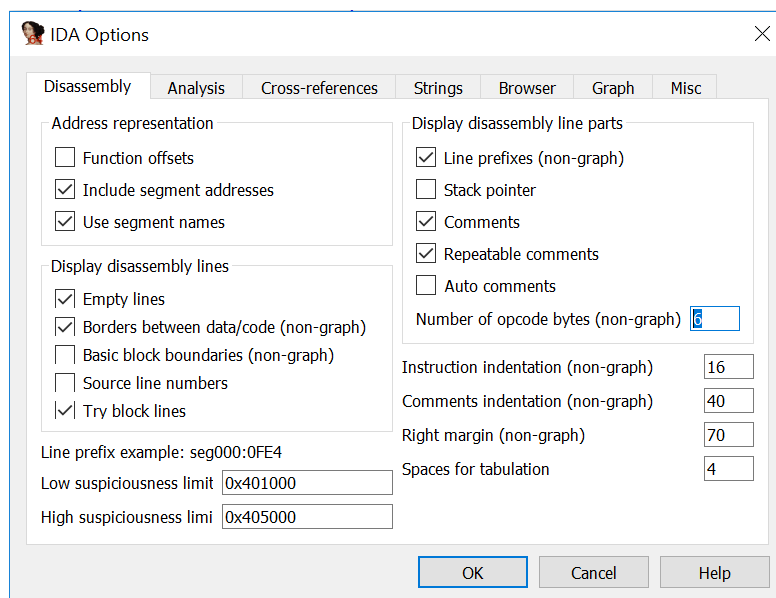 IDA Options
Disassembly Analysis Cross-references Strings Browser Graph Misc
Address representation
Function offsets
Include segment addresses
Use segment names
Display disassembly lines
Empty lines
Borders between data/code (non-graph)
Basic block boundaries (non-graph)
Source line numbers
Try block lines
Line prefix example: seg000:0FE4
Low suspiciousness limit 0x401000
High suspiciousness limi 0x405000
Display disassembly line parts
Line prefixes (non-graph)
Stack pointer
Comments
Repeatable comments
Auto comments
Number of opcode bytes (non-graph) 6
Instruction indentation (non-graph) 16
Comments indentation (non-graph) 40
Right margin (non-graph) 70
Spaces for tabulation 4
OK Cancel Help